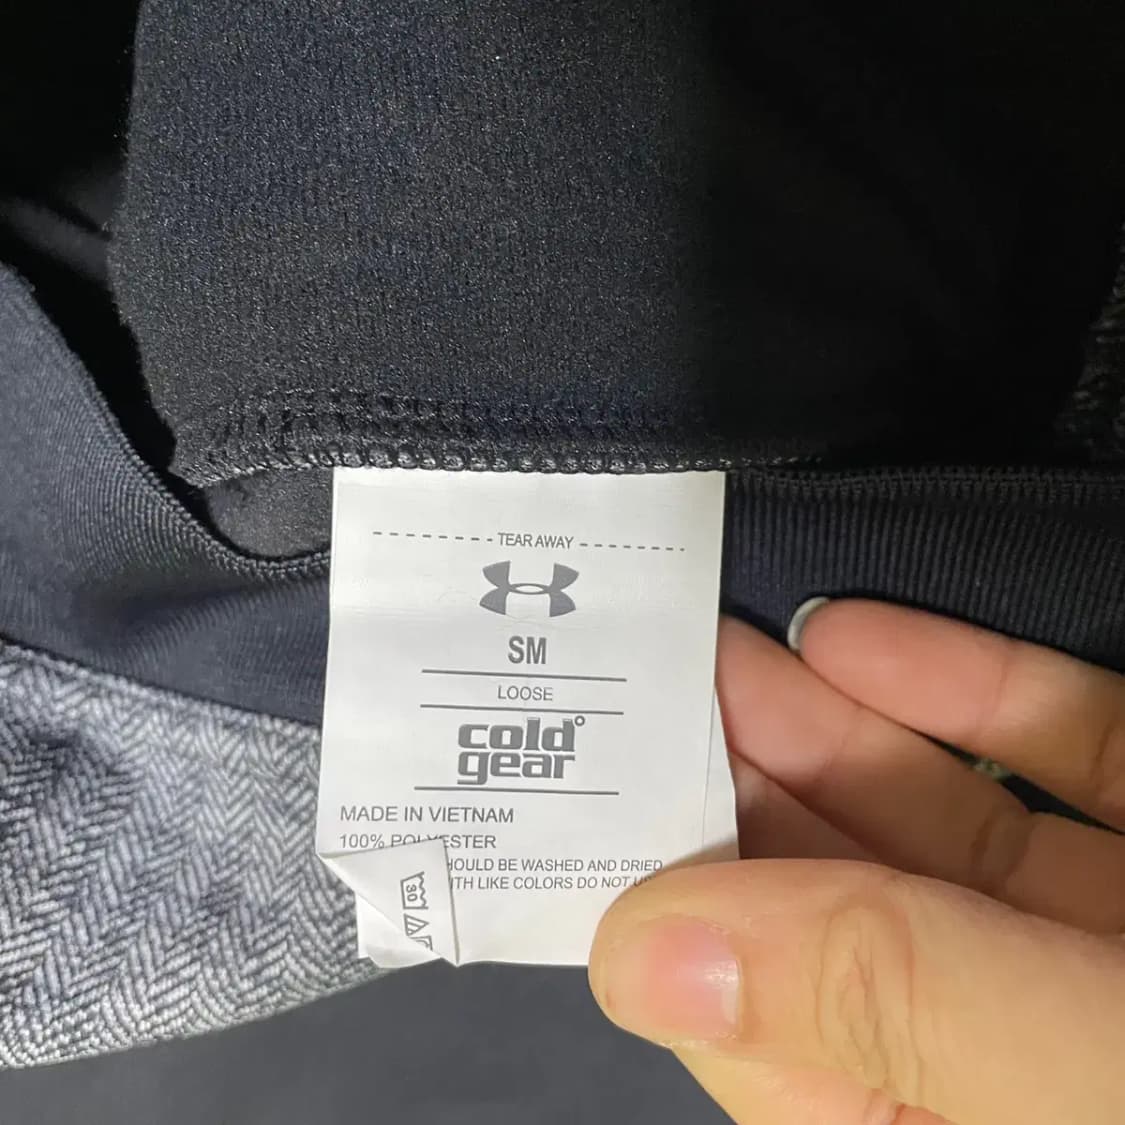 TEAR AWAY
SM
LOOSE
cold°
gear
MADE IN VIETNAM
100% POLYESTER
HOULD BE WASHED AND DRIED
ITH LIKE COLORS DO NOT
30